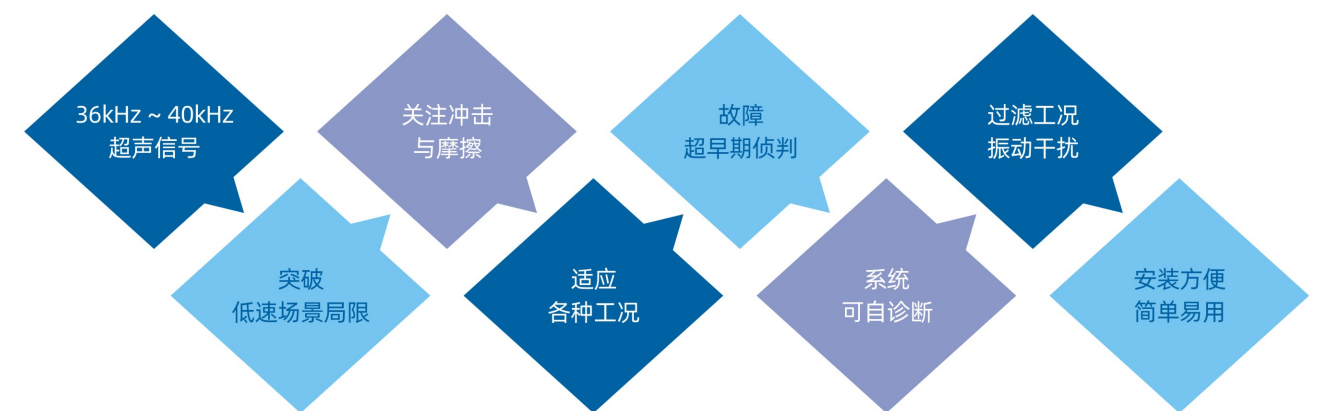 36kHz ~ 40kHz
超声信号
突破
低速场景局限
关注冲击
与摩擦
适应
各种工况
故障
超早期侦判
系统
可自诊断
过滤工况
振动干扰
安装方便
简单易用